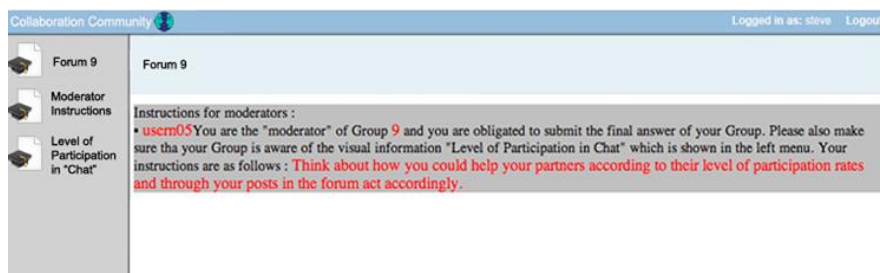 Collaboration Community
Logged in as: steve Logout
Forum 9
Moderator
Instructions
Level of
Participation
in "Chat"
Forum 9
Instructions for moderators :
• userm05You are the "moderator" of Group 9 and you are obligated to submit the final answer of your Group. Please also make
sure tha your Group is aware of the visual information "Level of Participation in Chat" which is shown in the left menu. Your
instructions are as follows : Think about how you could help your partners according to their level of participation rates
and through your posts in the forum act accordingly.